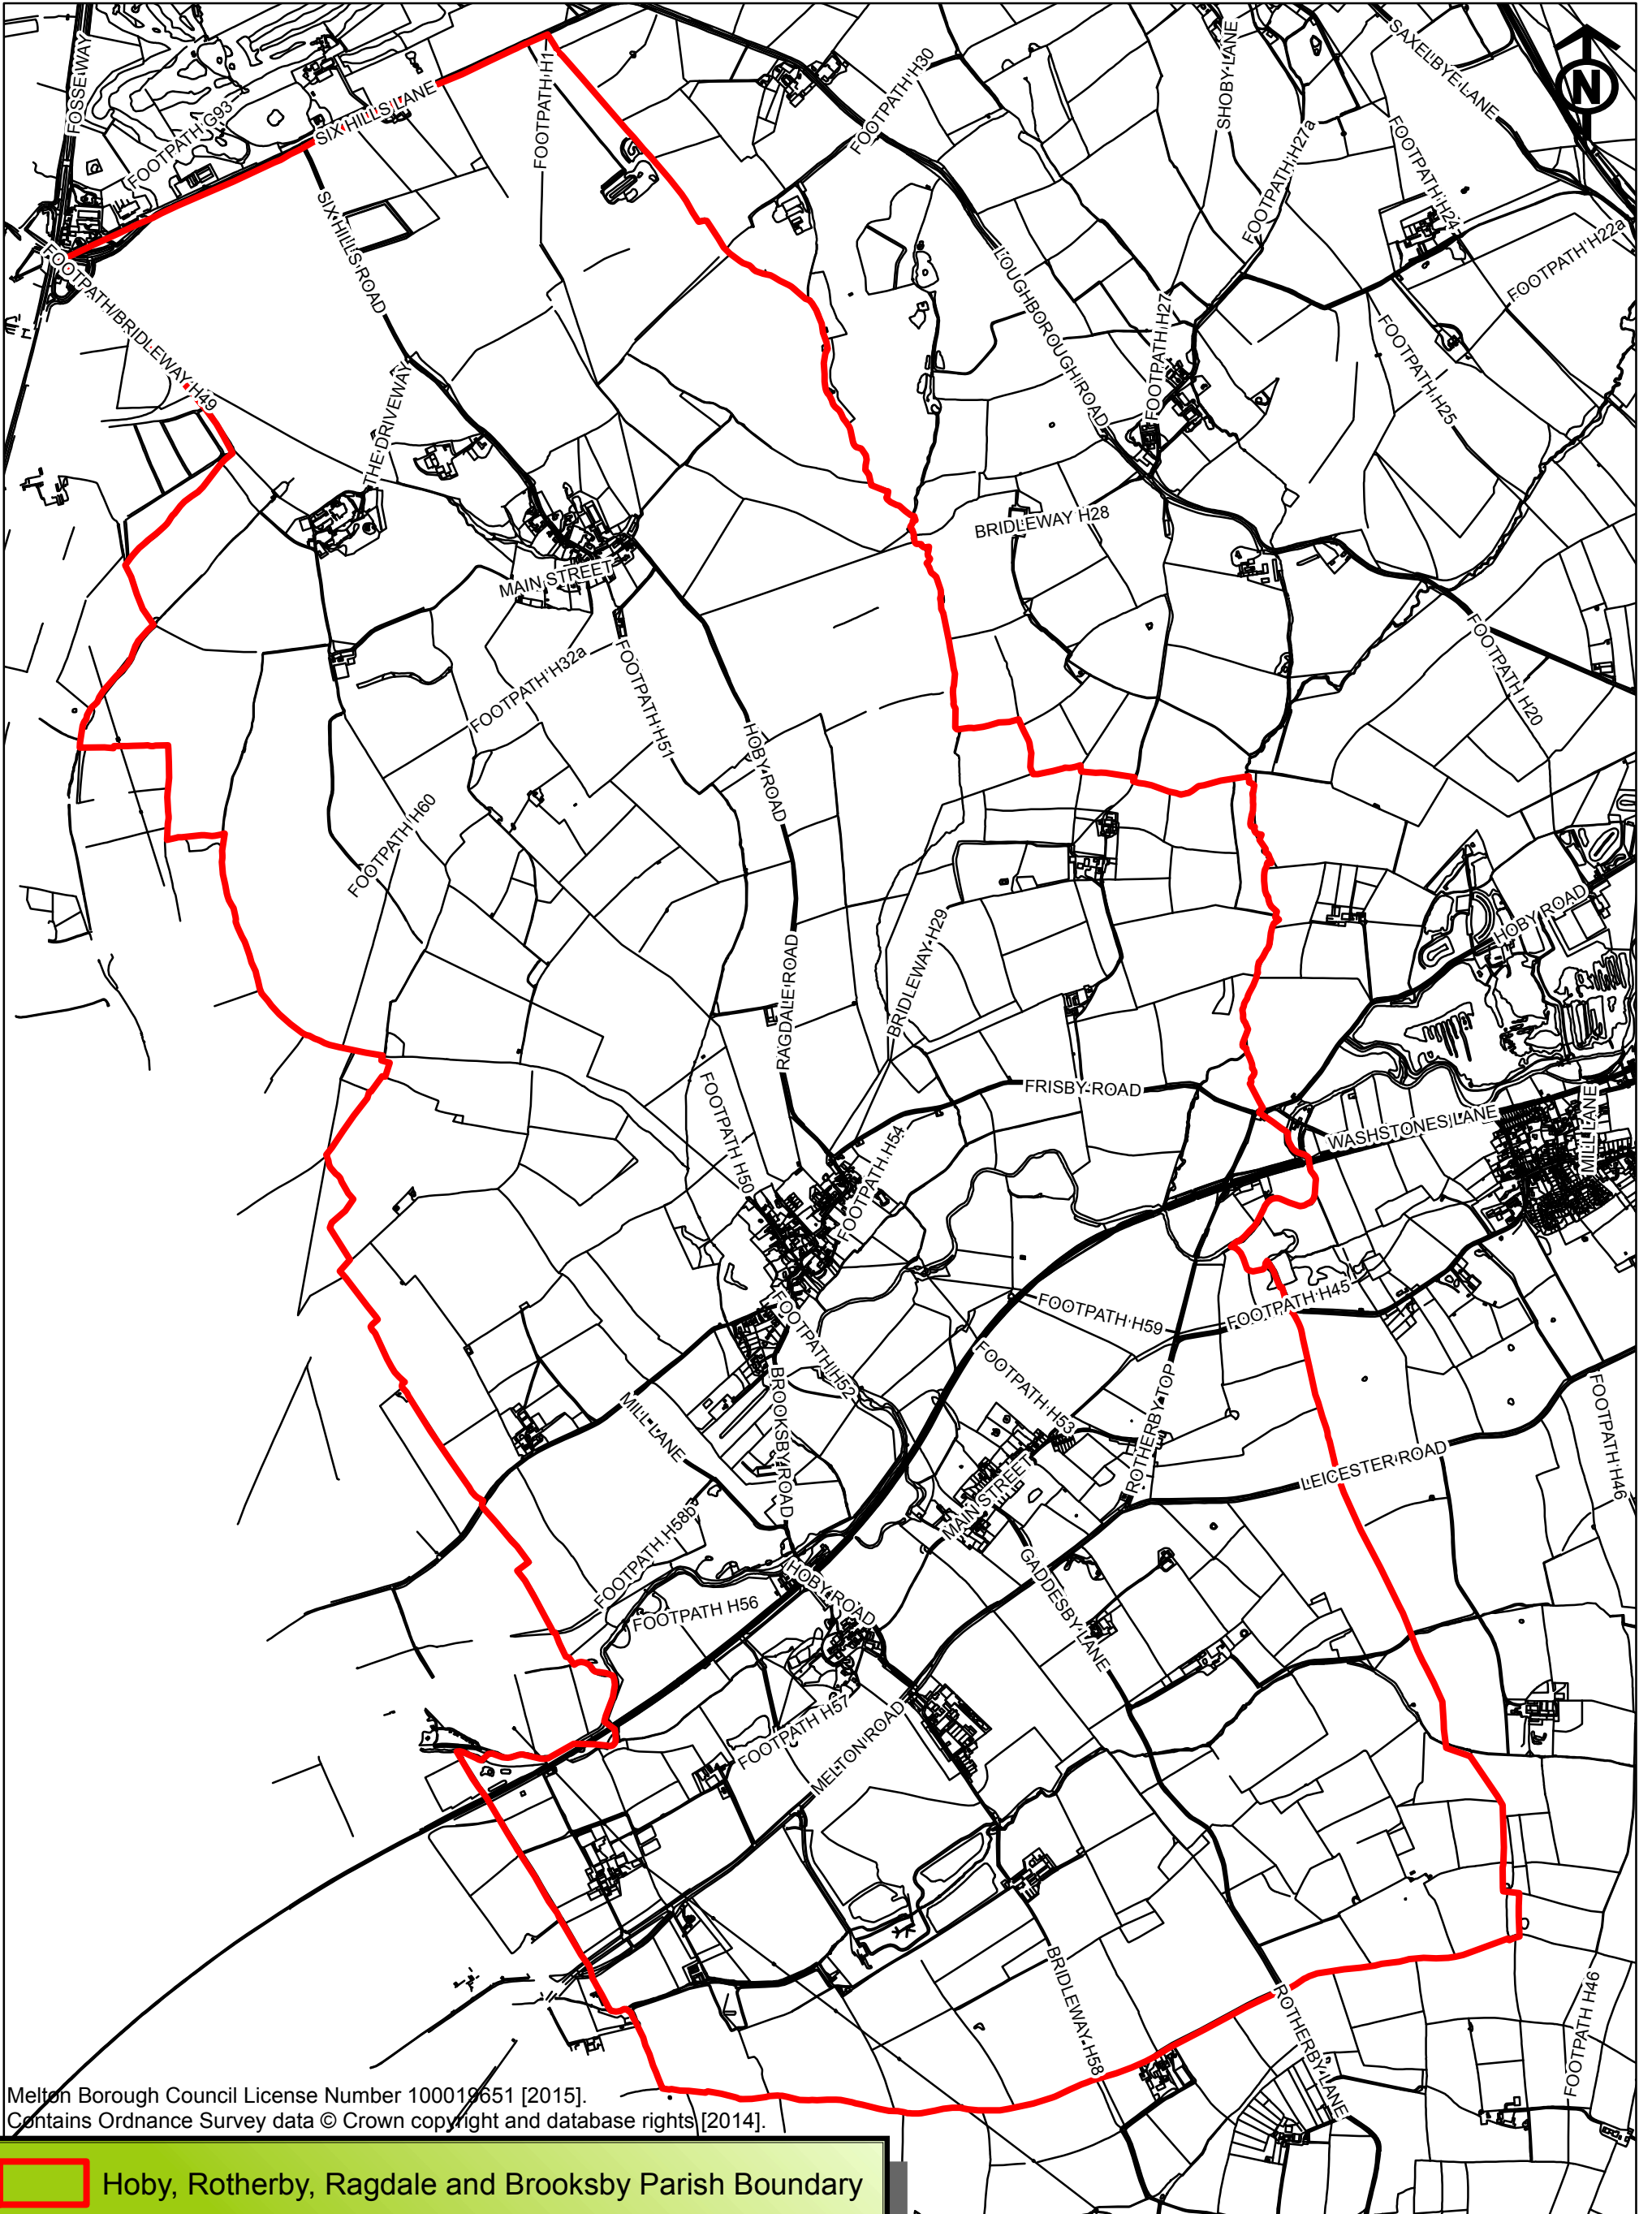 FOSSE WAY
FOOTPATH G93
SIX HILLS LANE
FOOTPATH H1
FOOTPATH H30
SHOBY LANE
SAXELBYE LANE
N
FOOTPATH H27a
FOOTPATH H24
FOOTPATH H22a
FOOTPATH/BRIDLEWAY H49
SIX HILLS ROAD
LOUGHBOROUGH ROAD
FOOTPATH H27
FOOTPATH H25
THE DRIVEWAY
BRIDLEWAY H28
MAIN STREET
FOOTPATH H32a
FOOTPATH H51
FOOTPATH H20
HOBY ROAD
FOOTPATH H60
HOBY ROAD
BRIDLEWAY H29
RAGDALE ROAD
FOOTPATH H50
FRISBY ROAD
WASHSTONES LANE
MILL LANE
FOOTPATH H54
FOOTPATH H45
FOOTPATH H59
FOOTPATH H52
FOOTPATH H53
BROOKSBY ROAD
MILL LANE
ROTHERBY TOP
FOOTPATH H46
LEICESTER ROAD
MAIN STREET
FOOTPATH H58b
HOBY ROAD
FOOTPATH H56
GADDESBY LANE
FOOTPATH H57
MELTON ROAD
BRIDLEWAY H58
ROTHERBY LANE
FOOTPATH H46
Melton Borough Council License Number 100019651 [2015].
Contains Ordnance Survey data © Crown copyright and database rights [2014].
Hoby, Rotherby, Ragdale and Brooksby Parish Boundary